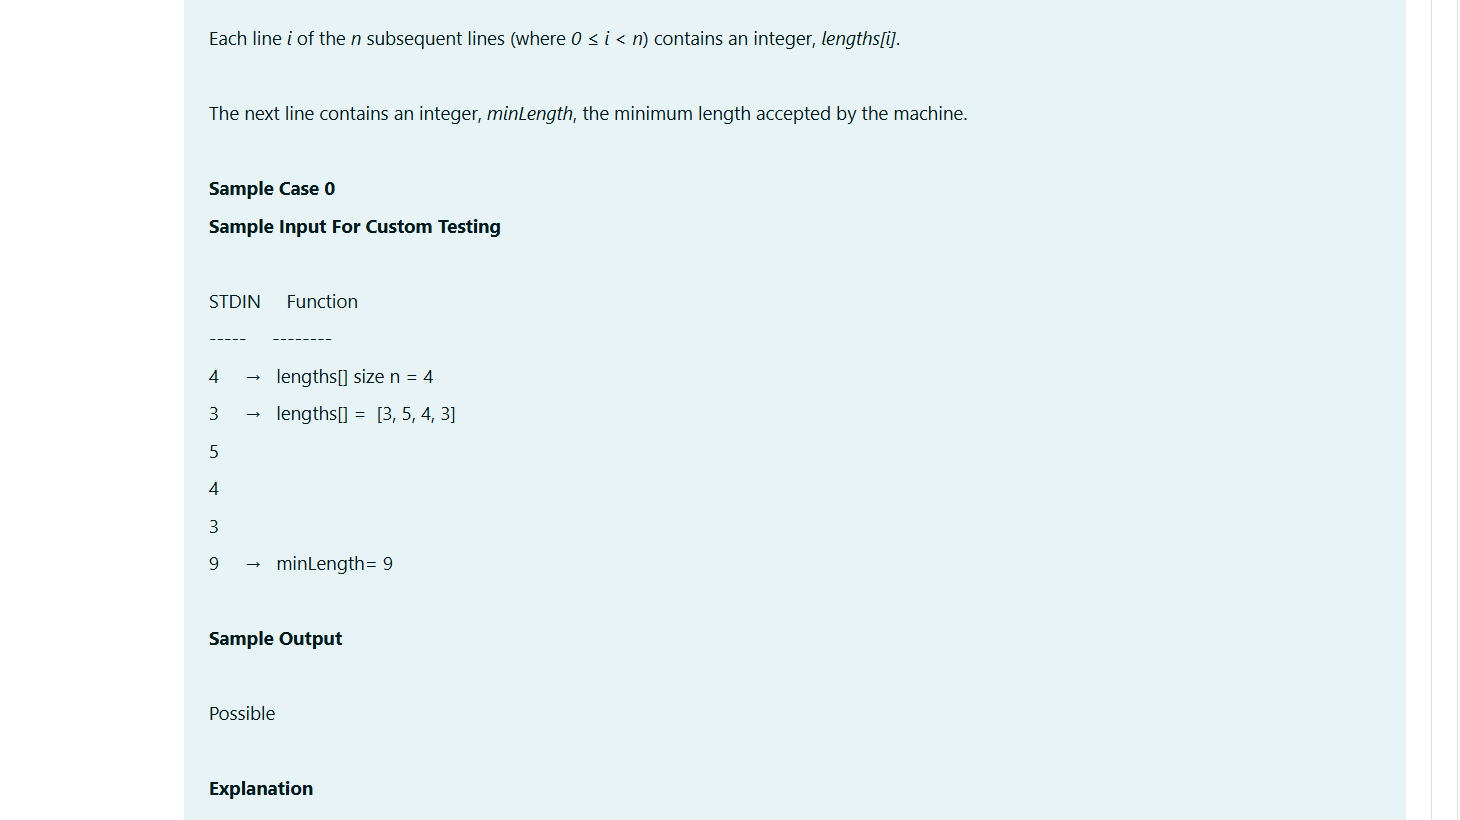 Each line i of the n subsequent lines (where 0 ≤ i < n) contains an integer, lengths[i].
The next line contains an integer, minLength, the minimum length accepted by the machine.
Sample Case 0
Sample Input For Custom Testing
STDIN Function
----- --------
4 → lengths[] size n = 4
3 → lengths[] = [3, 5, 4, 3]
5
4
3
9 → minLength= 9
Sample Output
Possible
Explanation